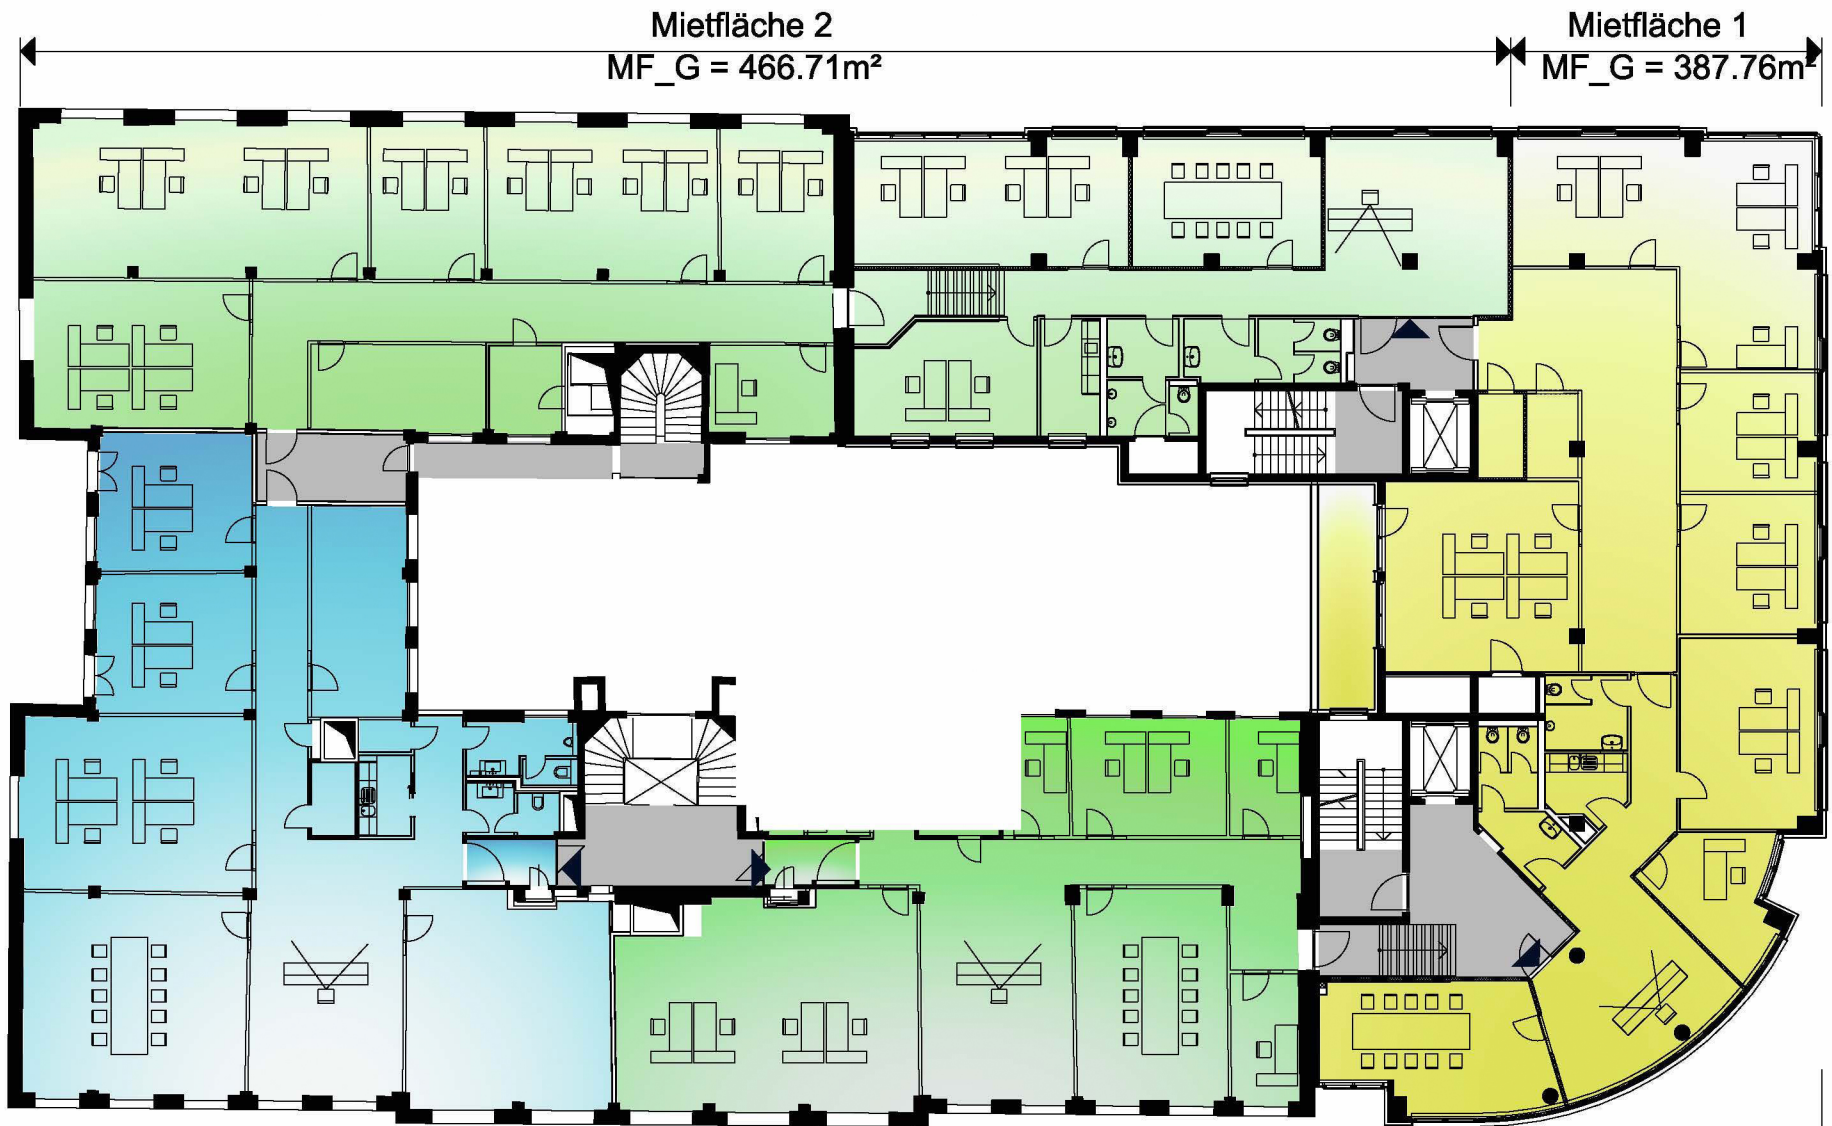 Mietfläche 2
MF_G = 466.71m²
Mietfläche 1
MF_G = 387.76m²